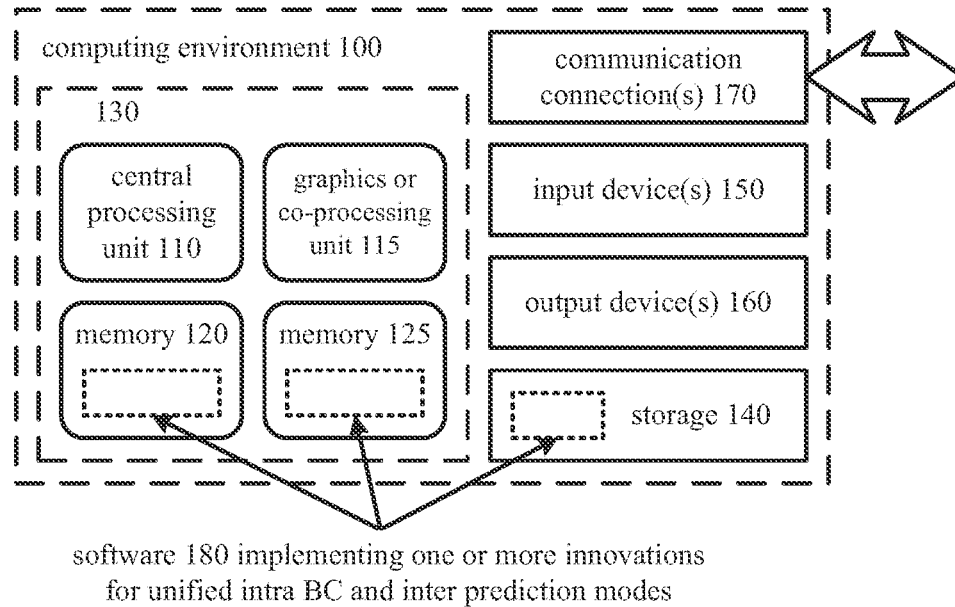 computing environment 100
130
central
processing
unit 110
graphics or
co-processing
unit 115
memory 120
memory 125
communication
connection(s) 170
input device(s) 150
output device(s) 160
storage 140
software 180 implementing one or more innovations
for unified intra BC and inter prediction modes